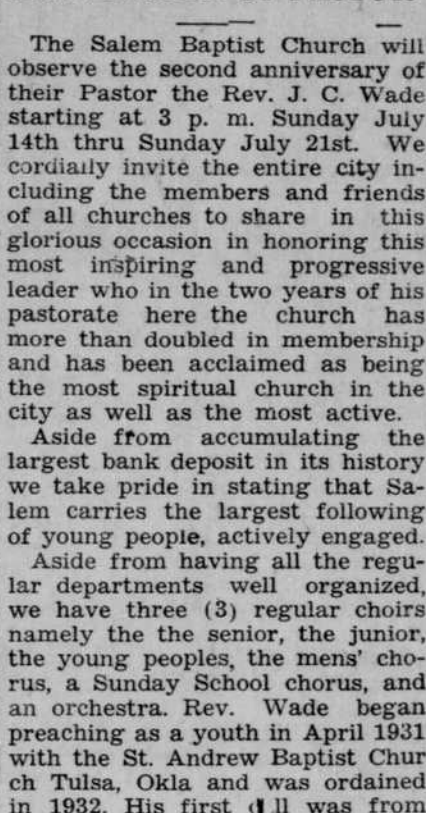 The Salem Baptist Church will
observe the second anniversary of
their Pastor the Rev. J. C. Wade
starting at 3 p. m. Sunday July
14th thru Sunday July 21st. We
cordially invite the entire city in-
cluding the members and friends
of all churches to share in this
glorious occasion in honoring this
most inspiring and progressive
leader who in the two years of his
pastorate here the church has
more than doubled in membership
and has been acclaimed as being
the most spiritual church in the
city as well as the most active.
Aside from accumulating the
largest bank deposit in its history
we take pride in stating that Sa-
lem carries the largest following
of young people, actively engaged.
Aside from having all the regu-
lar departments well organized,
we have three (3) regular choirs
namely the the senior, the junior,
the young peoples, the mens' cho-
rus, a Sunday School chorus, and
an orchestra. Rev. Wade began
preaching as a youth in April 1931
with the St. Andrew Baptist Chur
ch Tulsa, Okla and was ordained
in 1932. His first was from